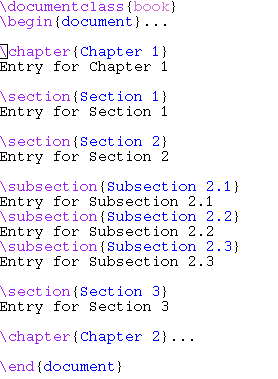 \documentclass{book}
\begin{document}...
\chapter{Chapter 1}
Entry for Chapter 1
\section{Section 1}
Entry for Section 1
\section{Section 2}
Entry for Section 2
\subsection{Subsection 2.1}
Entry for Subsection 2.1
\subsection{Subsection 2.2}
Entry for Subsection 2.2
\subsection{Subsection 2.3}
Entry for Subsection 2.3
\section{Section 3}
Entry for Section 3
\chapter{Chapter 2}...
\end{document}